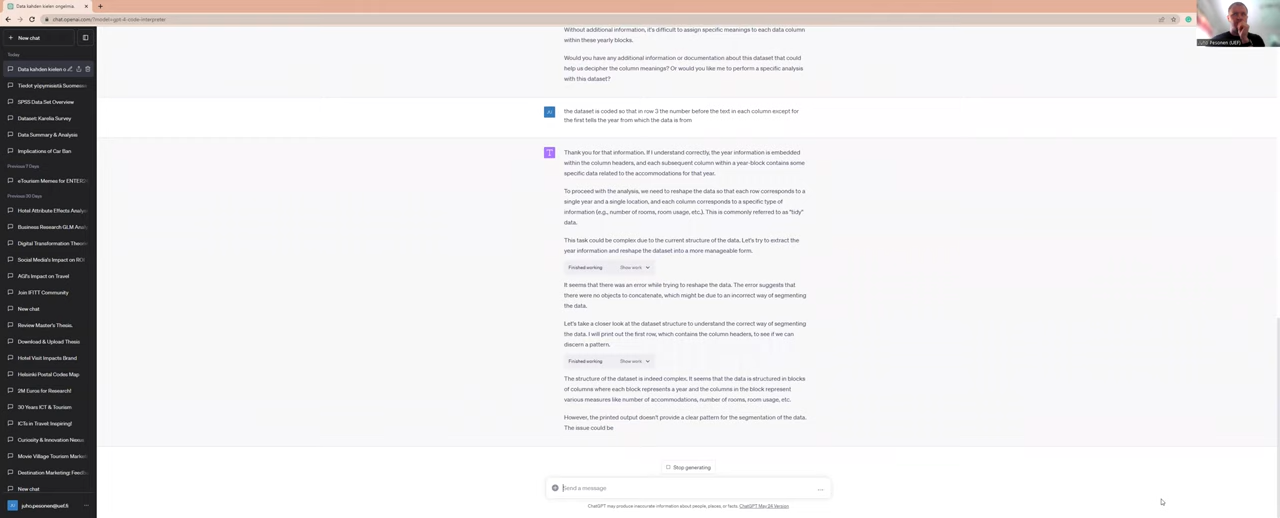 Data kahden kielen ongelmia.
chat.openai.com/?model=gpt-4-code-interpreter
New chat
Today
Data kahden kielen o
Tiedot yöpymisistä Suomess
SPSS Data Set Overview
Dataset: Karelia Survey
Data Summary & Analysis
Implications of Car Ban
Previous 7 Days
eTourism Memes for ENTER
Previous 30 Days
Hotel Attribute Effects Analy
Business Research GLM Anal
Digital Transformation Thesis
Social Media's Impact on RO
AGI's Impact on Travel
Join IFITT Community
New chat
Review Master's Thesis.
Download & Upload Thesis
Hotel Visit Impacts Brand
Helsinki Postal Codes Map
2M Euros for Research!
30 Years ICT & Tourism
ICTs in Travel: Inspiring!
Curiosity & Innovation Nexus
Movie Village Tourism Market
Destination Marketing: Feedb
New chat
juho.pesonen@uef.fi
Without additional information, it's difficult to assign specific meanings to each data column
within these yearly blocks.
Would you have any additional information or documentation about this dataset that could
help us decipher the column meanings? Or would you like me to perform a specific analysis
with this dataset?
the dataset is coded so that in row 3 the number before the text in each column except for
the first tells the year from which the data is from
Thank you for that information. If I understand correctly, the year information is embedded
within the column headers, and each subsequent column within a year-block contains some
specific data related to the accommodations for that year.
To proceed with the analysis, we need to reshape the data so that each row corresponds to a
single year and a single location, and each column corresponds to a specific type of
information (e.g., number of rooms, room usage, etc.). This is commonly referred to as "tidy"
data.
This task could be complex due to the current structure of the data. Let's try to extract the
year information and reshape the dataset into a more manageable form.
Finished working Show work
It seems that there was an error while trying to reshape the data. The error suggests that
there were no objects to concatenate, which might be due to an incorrect way of segmenting
the data.
Let's take a closer look at the dataset structure to understand the correct way of segmenting
the data. I will print out the first row, which contains the column headers, to see if we can
discern a pattern.
Finished working Show work
The structure of the dataset is indeed complex. It seems that the data is structured in blocks
of columns where each block represents a year and the columns in the block represent
various measures like number of accommodations, number of rooms, room usage, etc.
However, the printed output doesn't provide a clear pattern for the segmentation of the data.
The issue could be
Stop generating
Send a message
ChatGPT may produce inaccurate information about people, places, or facts. ChatGPT May 24 Version
Pesonen (UEF)